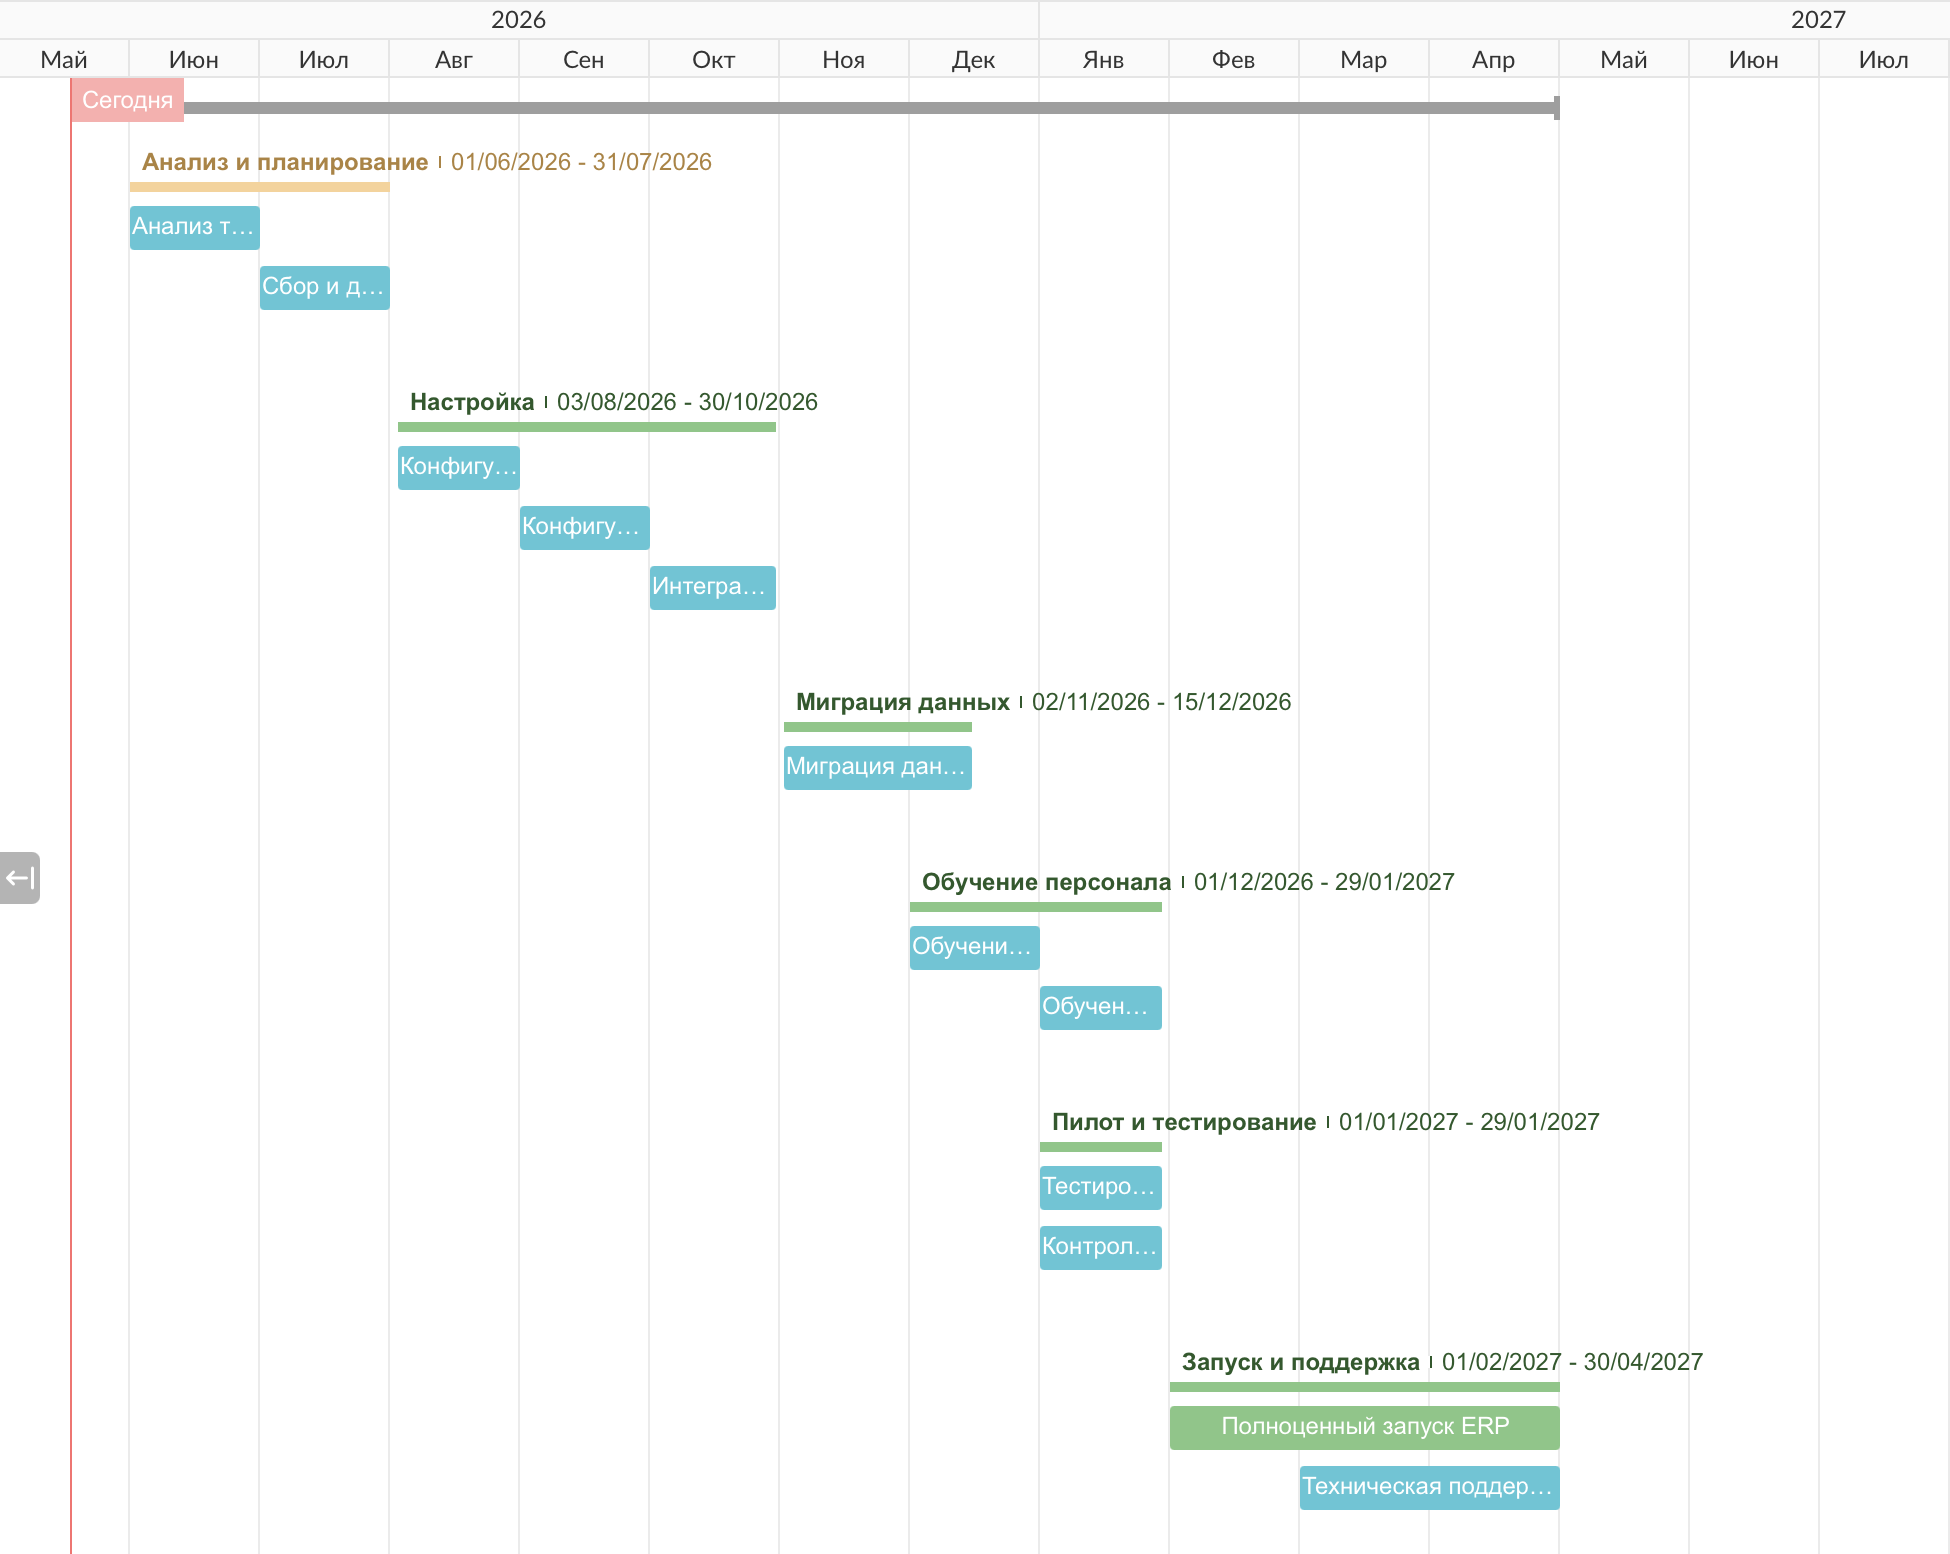 2026
2027
Май Июн Июл Авг Сен Окт Ноя Дек Янв Фев Мар Апр Май Июн Июл
Сегодня
Анализ и планирование 01/06/2026 - 31/07/2026
Анализ т...
Сбор и д...
Настройка 03/08/2026 - 30/10/2026
Конфигу...
Конфигу...
Интегра...
Миграция данных 02/11/2026 - 15/12/2026
Миграция дан...
Обучение персонала 01/12/2026 - 29/01/2027
Обучени...
Обучен...
Пилот и тестирование 01/01/2027 - 29/01/2027
Тестиро...
Контрол...
Запуск и поддержка 01/02/2027 - 30/04/2027
Полноценный запуск ERP
Техническая поддер...